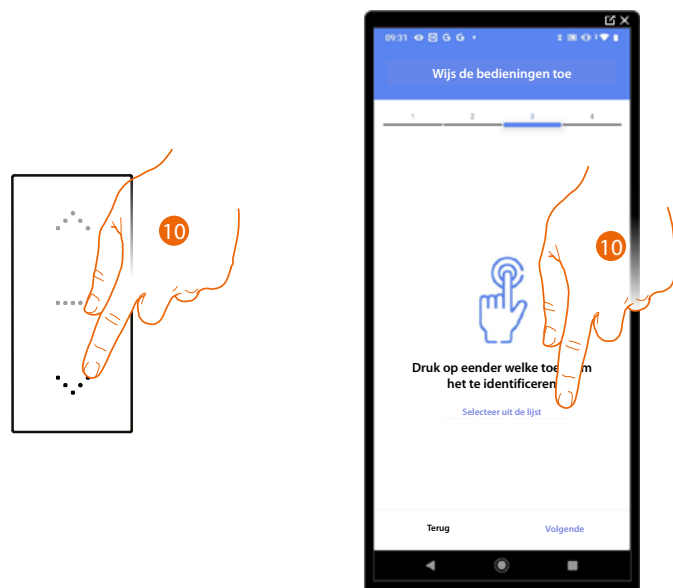 09:31 G G
Wijs de bedieningen toe
1 2 3 4
10
10
Druk op eender welke
het te identificeren
Selecteer uit de lijst
Terug Volgende